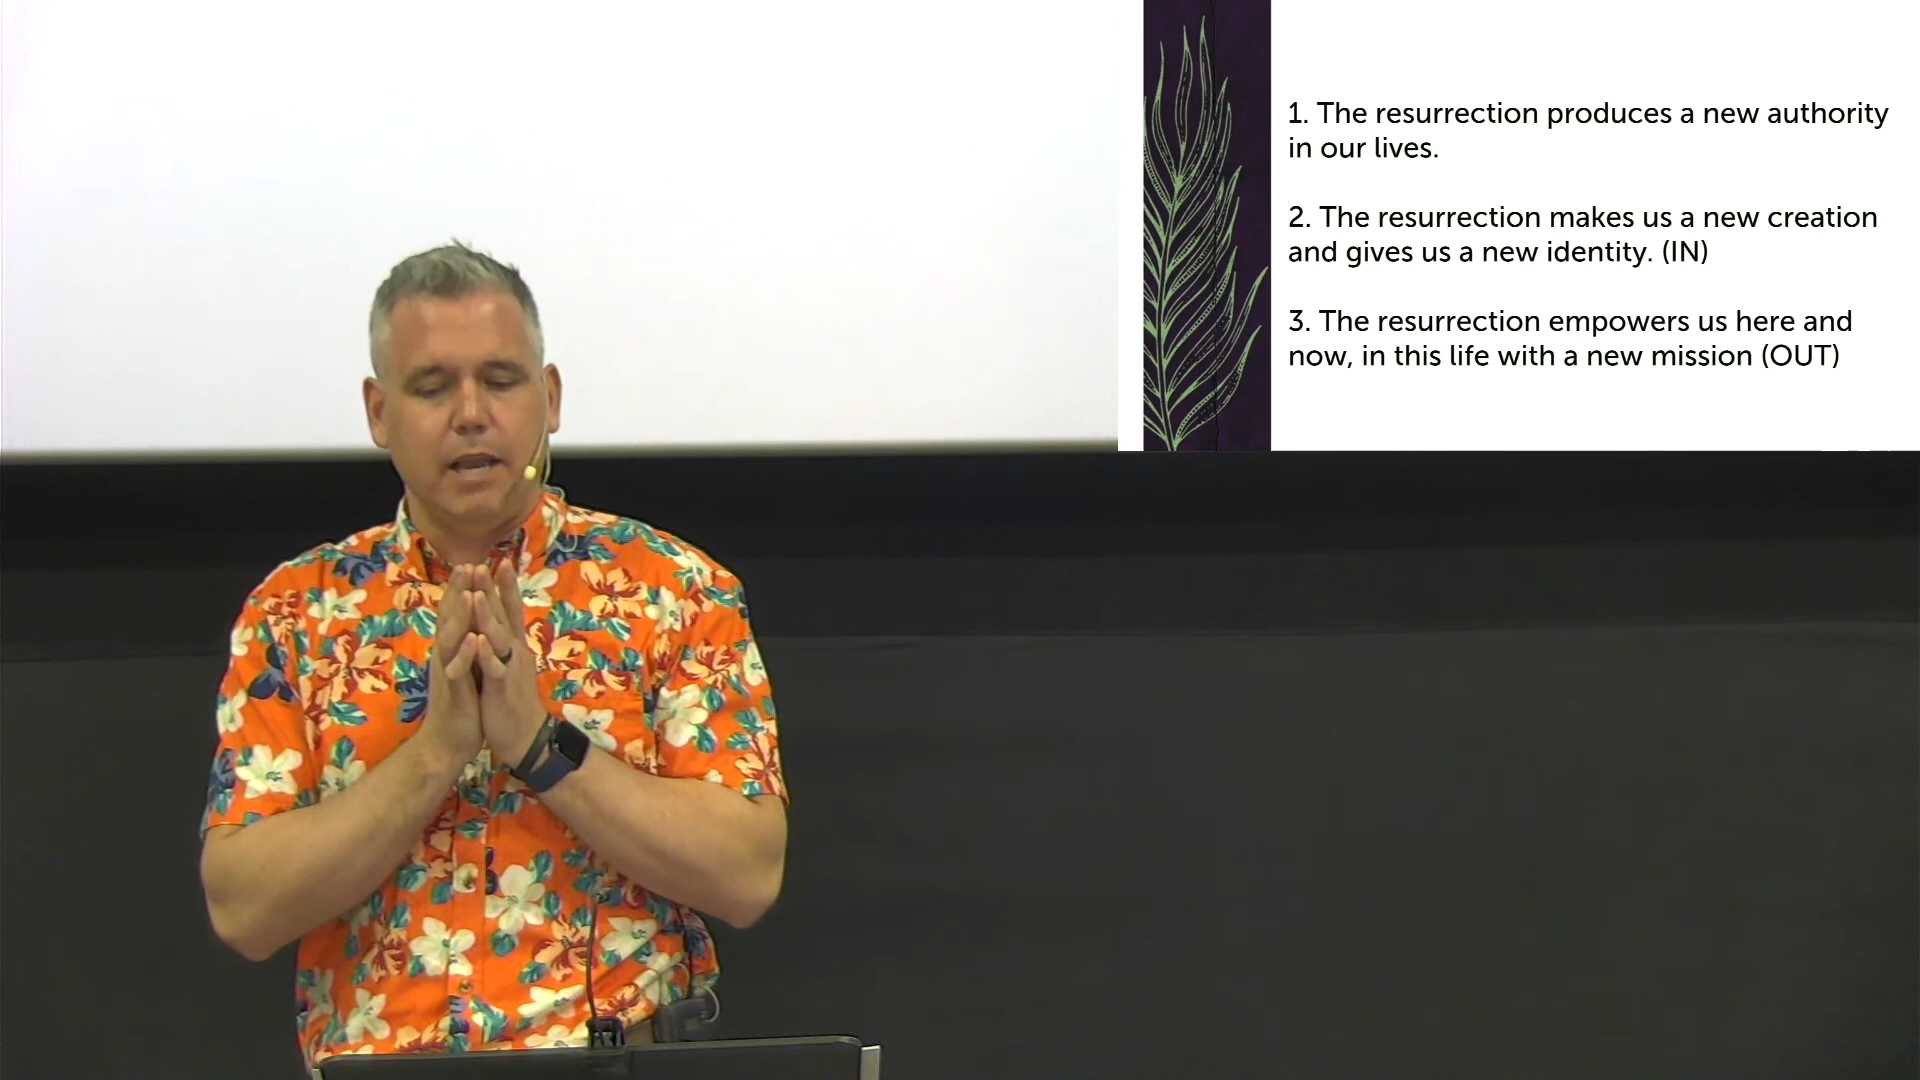 1. The resurrection produces a new authority
in our lives.
2. The resurrection makes us a new creation
and gives us a new identity. (IN)
3. The resurrection empowers us here and
now, in this life with a new mission (OUT)